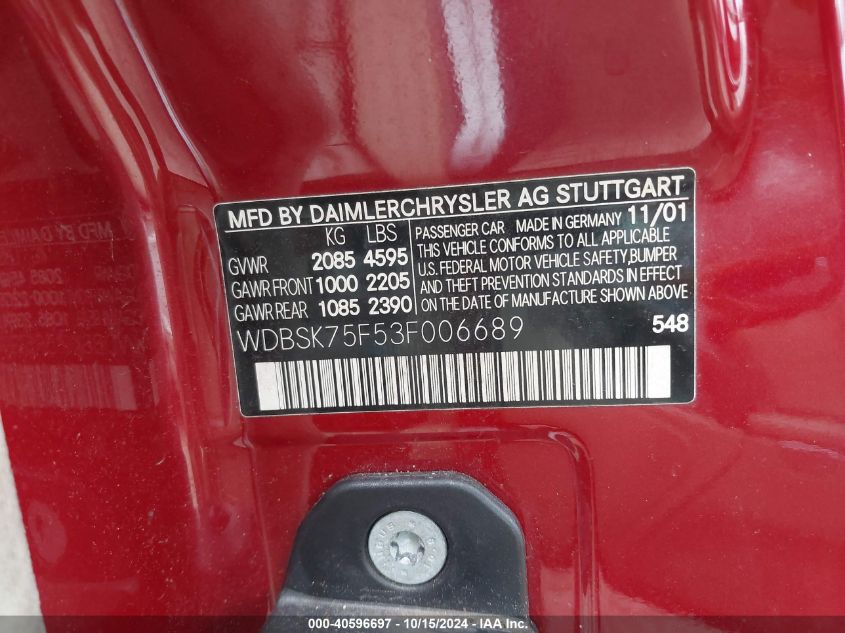 MFD BY DAIMLERCHRYSLER AG STUTTGART
KG LBS
GVWR 2085 4595
GAWR FRONT 1000 2205
GAWR REAR 1085 2390
PASSENGER CAR MADE IN GERMANY 11/01
THIS VEHICLE CONFORMS TO ALL APPLICABLE
U.S. FEDERAL MOTOR VEHICLE SAFETY,BUMPER
AND THEFT PREVENTION STANDARDS IN EFFECT
ON THE DATE OF MANUFACTURE SHOWN ABOVE
WDBSK75F53F006689
548
000-40596697 - 10/15/2024 - IAA Inc.